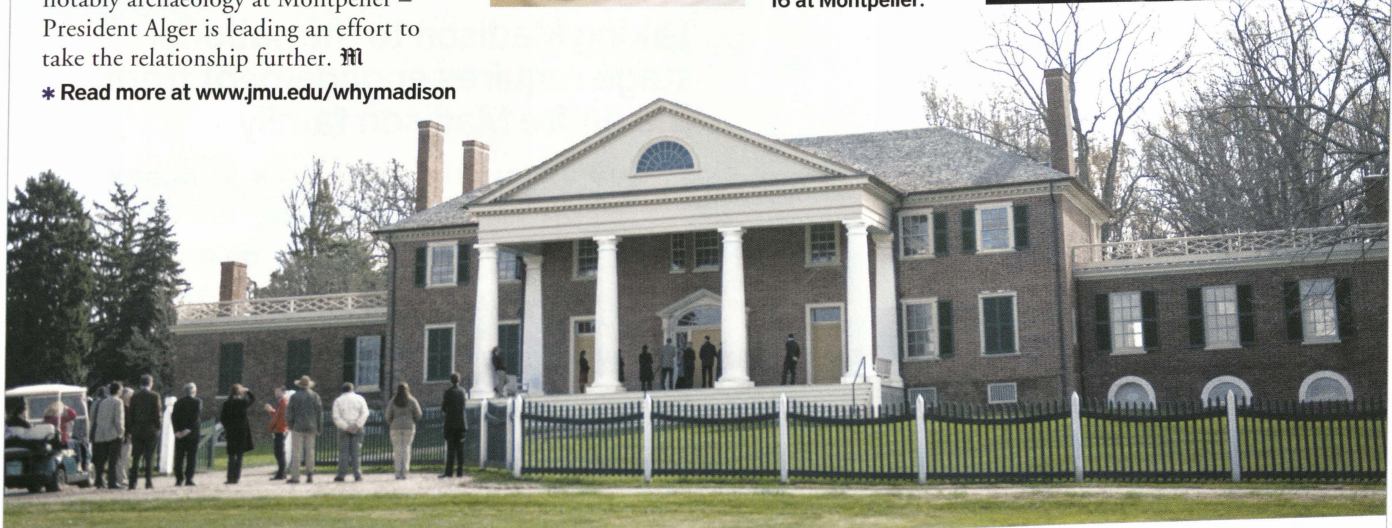 notably archaeology at Montpelier –
President Alger is leading an effort to
take the relationship further. M
* Read more at www.jmu.edu/whymadison
16 at Montpelier.